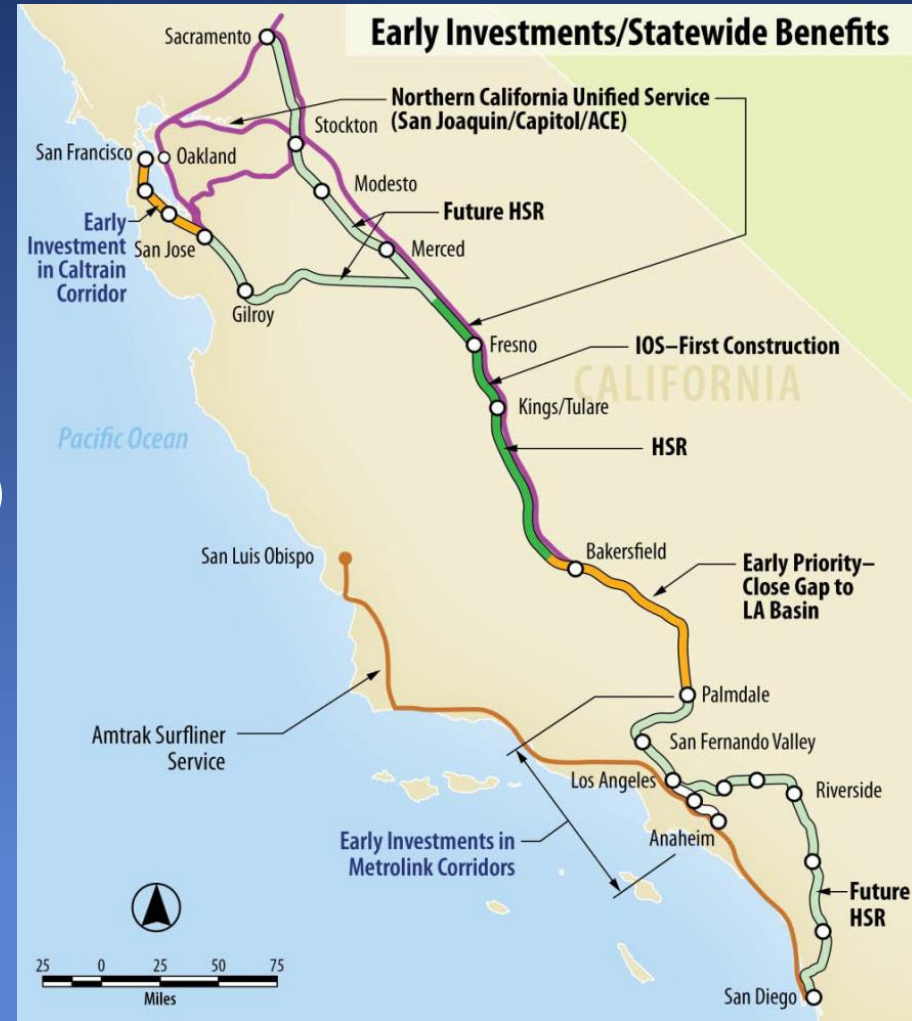 Early Investments/Statewide Benefits
Sacramento
Northern California Unified Service
(San Joaquin/Capitol/ACE)
Stockton
San Francisco
Oakland
Modesto
Early
Investment
in Caltrain
Corridor
Future HSR
San Jose
Merced
Gilroy
Fresno
IOS–First Construction
CALIFORNIA
Kings/Tulare
Pacific Ocean
HSR
San Luis Obispo
Bakersfield
Early Priority–
Close Gap to
LA Basin
Palmdale
Amtrak Surfliner
Service
San Fernando Valley
Los Angeles
Riverside
Anaheim
Early Investments in
Metrolink Corridors
Future
HSR
25 0 25 50 75
Miles
San Diego